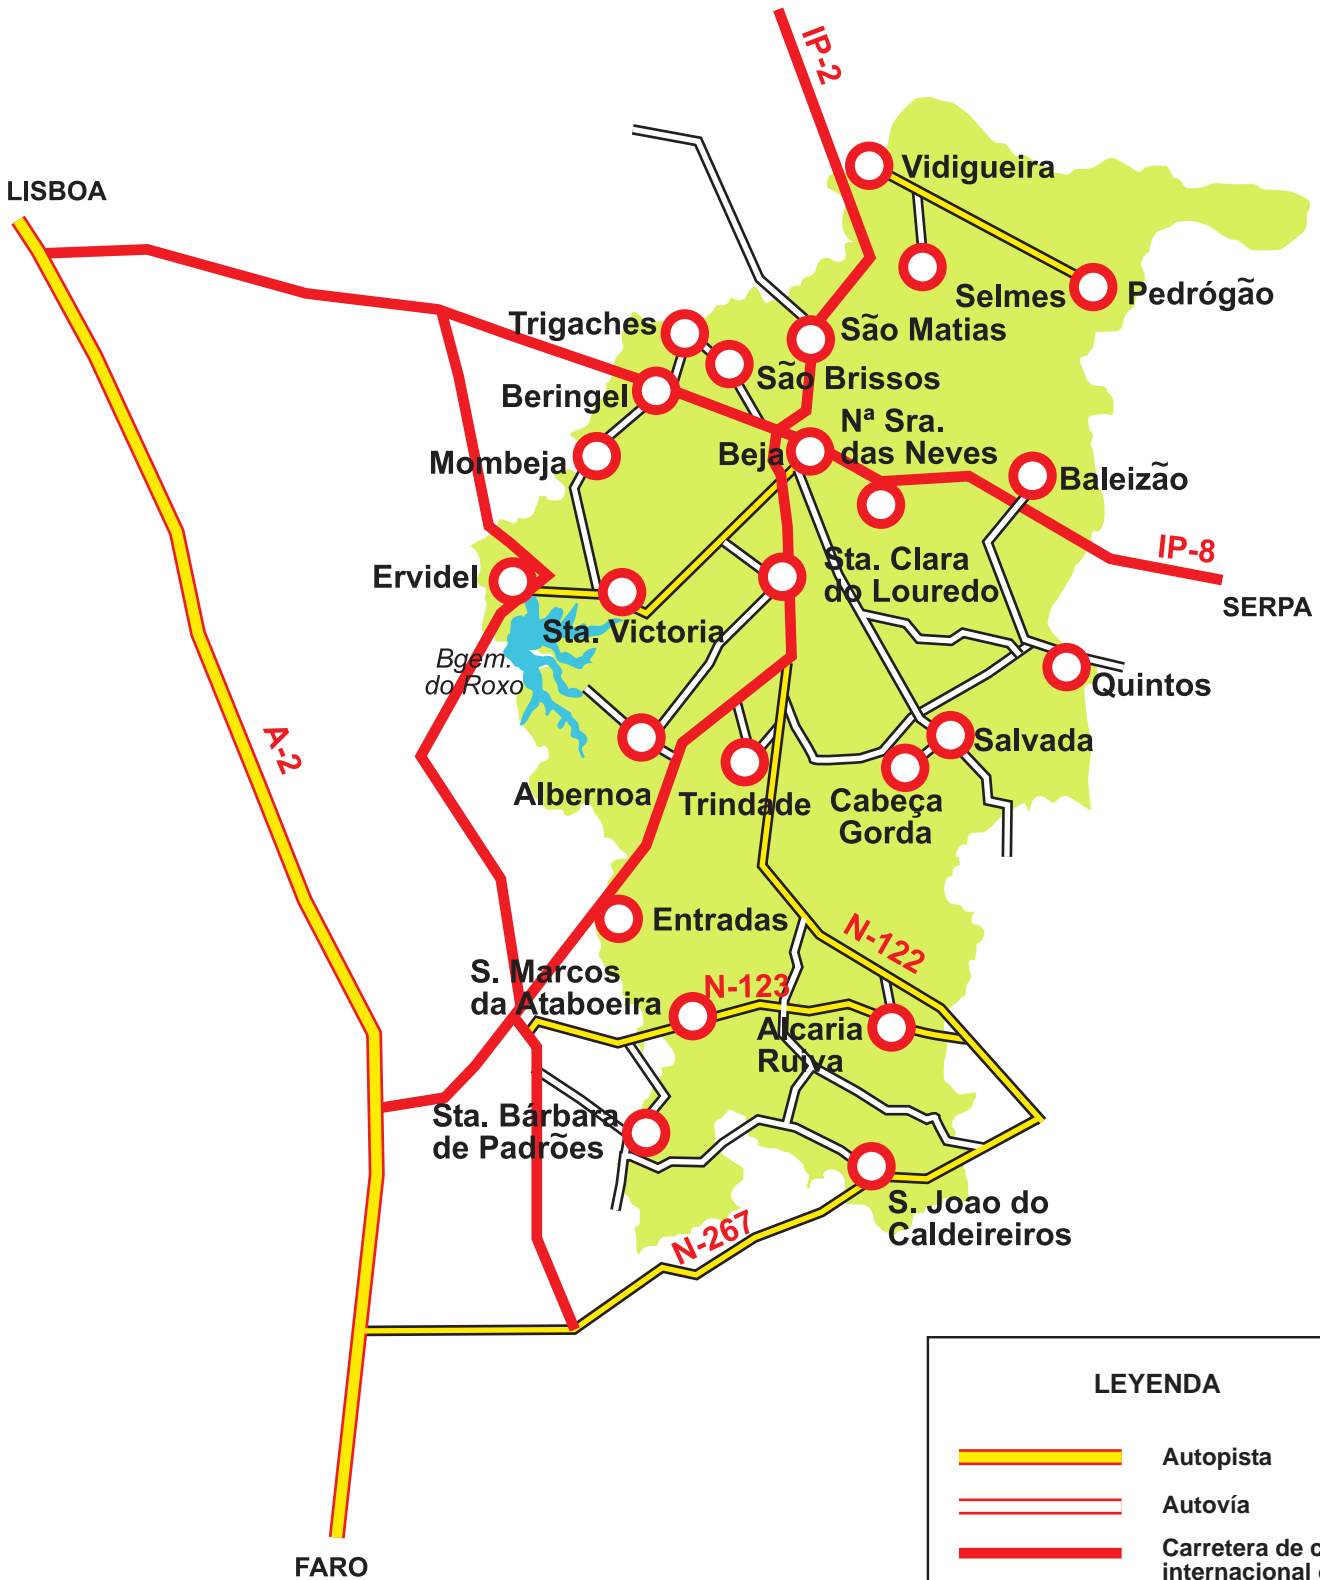 IP-2
Vidigueira
LISBOA
Selmes
Pedrógão
Trigaches
São Matias
São Brissos
Beringel
Nª Sra.
das Neves
Beja
Mombeja
Baleizão
IP-8
Ervidel
Sta. Clara
do Louredo
SERPA
Sta. Victoria
Bgem.
do Roxo
Quintos
A-2
Salvada
Albernoa
Trindade
Cabeça
Gorda
Entradas
N-122
S. Marcos
da Ataboeira
N-123
Alcaria
Ruiva
Sta. Bárbara
de Padrões
S. Joao do
Caldeireiros
N-267
LEYENDA
Autopista
Autovía
Carretera de
internacional
FARO